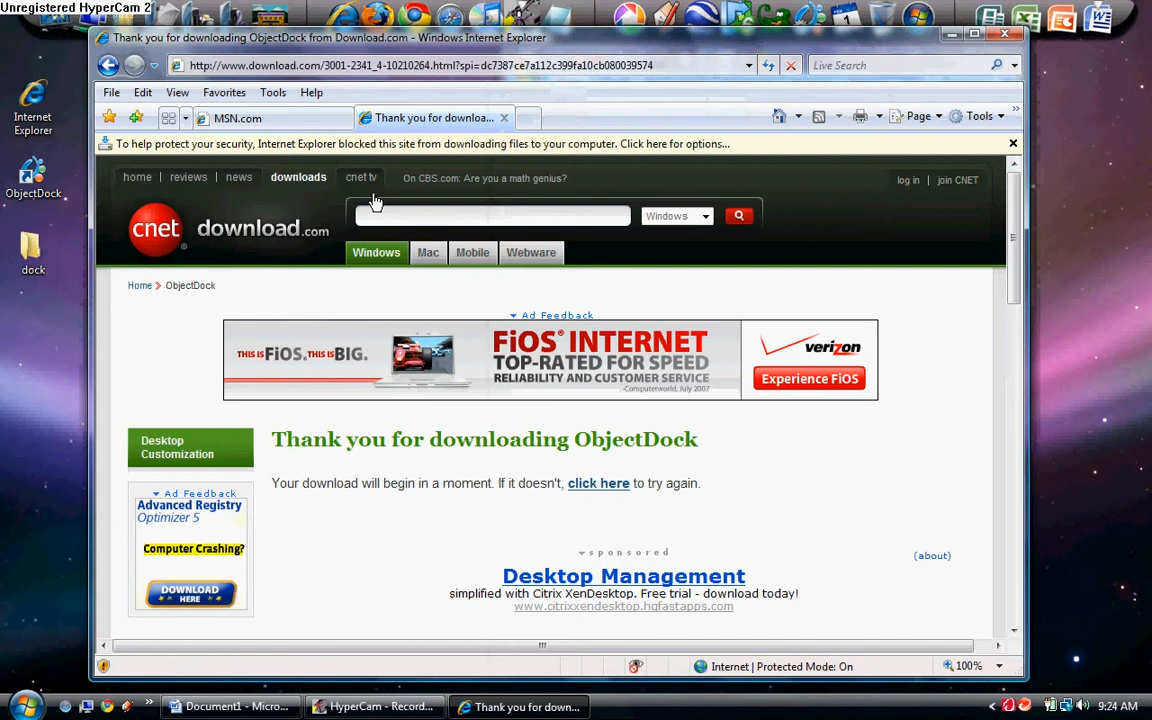 Unregistered HyperCam 2
Thank you for downloading ObjectDock from Download.com - Windows Internet Explorer
http://www.download.com/3001-2341_4-10210264.html?spi=dc7387ce7a112c399fa10cb080039574
Live Search
File Edit View Favorites Tools Help
MSN.com
Thank you for downloa...
Page
Tools
To help protect your security, Internet Explorer blocked this site from downloading files to your computer. Click here for options...
Internet
Explorer
ObjectDock
dock
home | reviews | news downloads cnet tv On CBS.com: Are you a math genius?
log in | join CNET
cnet download.com
Windows
Windows Mac Mobile Webware
Home > ObjectDock
Ad Feedback
THIS IS FiOS. THIS IS BIG.
FiOS® INTERNET
TOP-RATED FOR SPEED
RELIABILITY AND CUSTOMER SERVICE
-Computerworld, July 2007
verizon
Experience FiOS
Desktop
Customization
Thank you for downloading ObjectDock
Your download will begin in a moment. If it doesn't, click here to try again.
Ad Feedback
Advanced Registry
Optimizer 5
Computer Crashing?
DOWNLOAD
HERE
sponsored
(about)
Desktop Management
simplified with Citrix XenDesktop. Free trial - download today!
www.citrixxendesktop.hqfastapps.com
Internet | Protected Mode: On
100%
Document1 - Micro...
HyperCam - Record...
Thank you for down...
9:24 AM